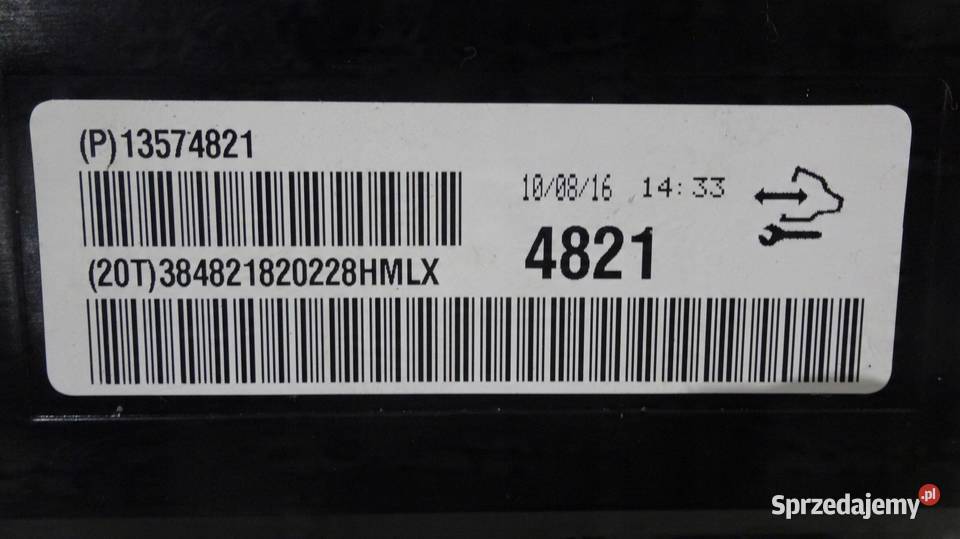 (P)13574821
10/08/16 14:33
4821
(20T)384821820228HMLX
Sprzedajemy.pl